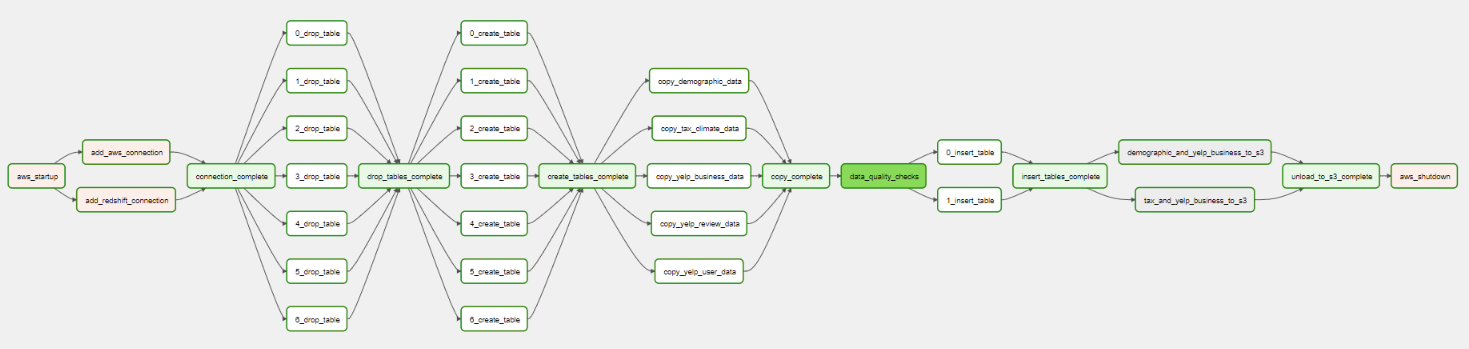 aws_startup
add_aws_connection
add_redshift_connection
connection_complete
0_drop_table
1_drop_table
2_drop_table
3_drop_table
4_drop_table
5_drop_table
6_drop_table
drop_tables_complete
0_create_table
1_create_table
2_create_table
3_create_table
4_create_table
5_create_table
6_create_table
create_tables_complete
copy_demographic_data
copy_tax_climate_data
copy_yelp_business_data
copy_yelp_review_data
copy_yelp_user_data
copy_complete
data_quality_checks
0_insert_table
1_insert_table
insert_tables_complete
demographic_and_yelp_business_to_s3
tax_and_yelp_business_to_s3
unload_to_s3_complete
aws_shutdown